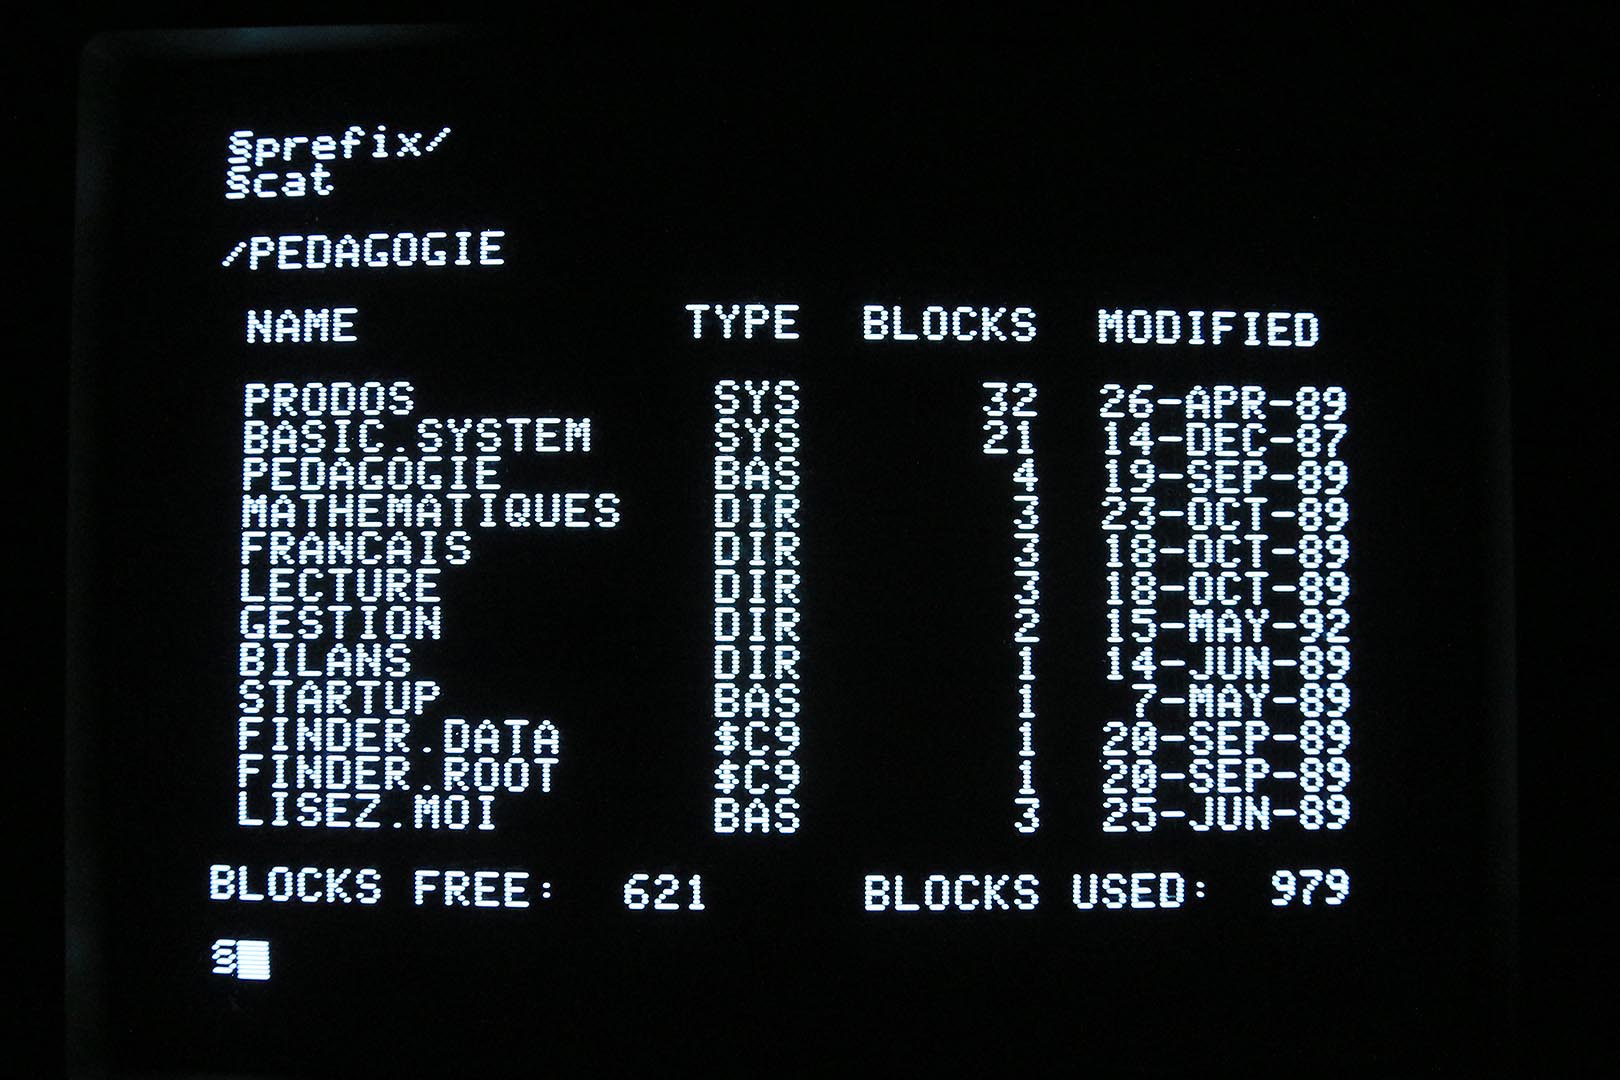 §prefix/
§cat
/PEDAGOGIE
NAME TYPE BLOCKS MODIFIED
PRODOS SYS 32 26-APR-89
BASIC.SYSTEM SYS 21 14-DEC-87
PEDAGOGIE BAS 4 19-SEP-89
MATHEMATIQUES DIR 3 23-OCT-89
FRANCAIS DIR 3 18-OCT-89
LECTURE DIR 3 18-OCT-89
GESTION DIR 2 15-MAY-92
BILANS DIR 1 14-JUN-89
STARTUP BAS 1 7-MAY-89
FINDER.DATA $C9 1 20-SEP-89
FINDER.ROOT $C9 1 20-SEP-89
LISEZ.MOI BAS 3 25-JUN-89
BLOCKS FREE: 621 BLOCKS USED: 979
§